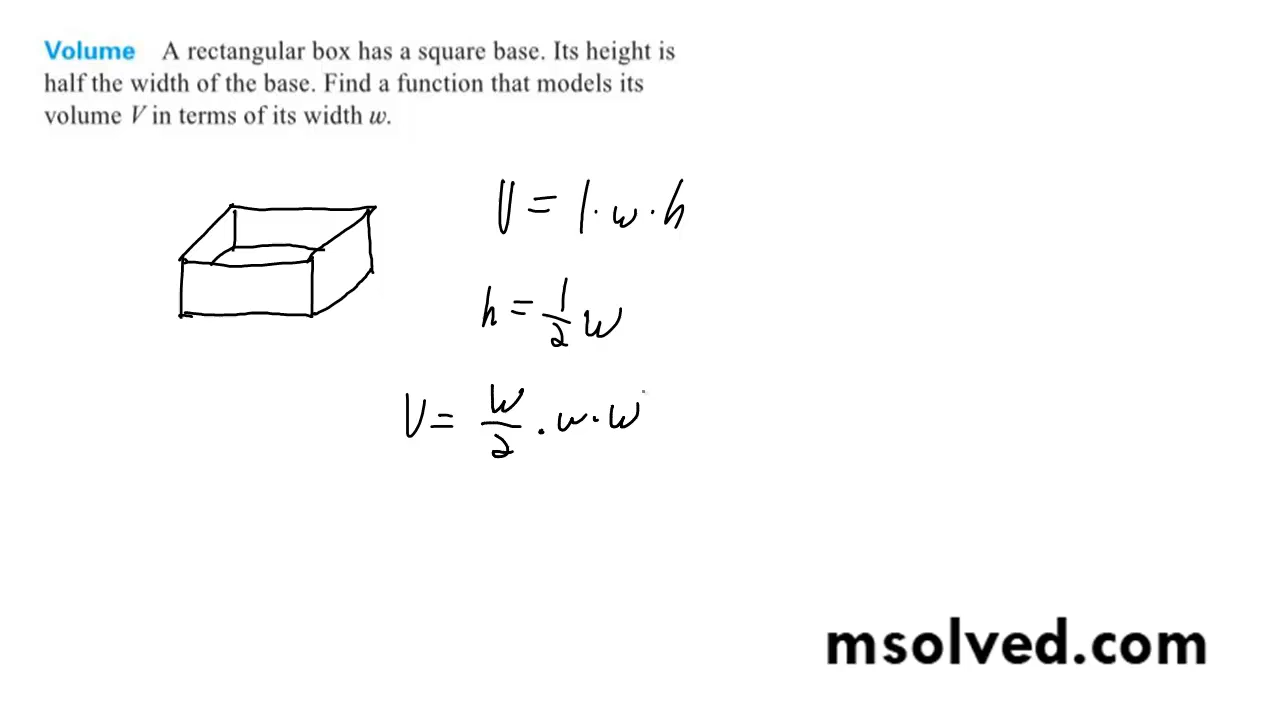 Volume A rectangular box has a square base. Its height is
half the width of the base. Find a function that models its
volume V in terms of its width w.
V = l · w · h
h = 1/2 w
V = w/2 · w · w
msolved.com